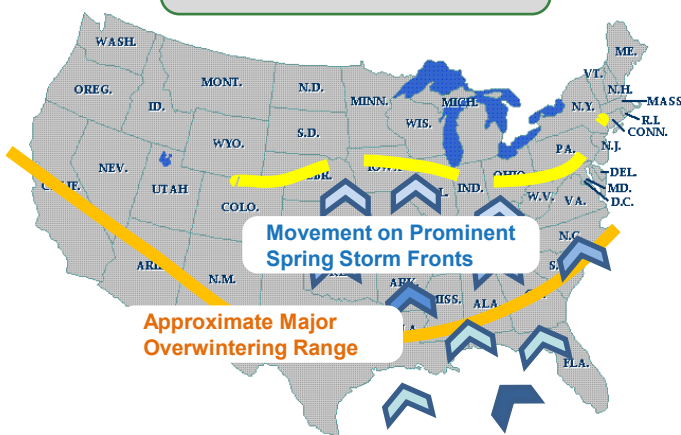 WASH.
ME.
MONT.
N.D.
VT.
OREG.
MINN.
N.H.
ID.
MICH.
N.Y.
MASS
WIS.
S.D.
R.I.
WYO.
CONN.
PA.
N.J.
NEV.
OHIO
DEL.
UTAH
IND.
MD.
COLO.
W.V.
VA.
D.C.
Movement on Prominent
Spring Storm Fronts
N.C.
N.M.
ARK.
MISS.
ALA.
Approximate Major
Overwintering Range
FLA.